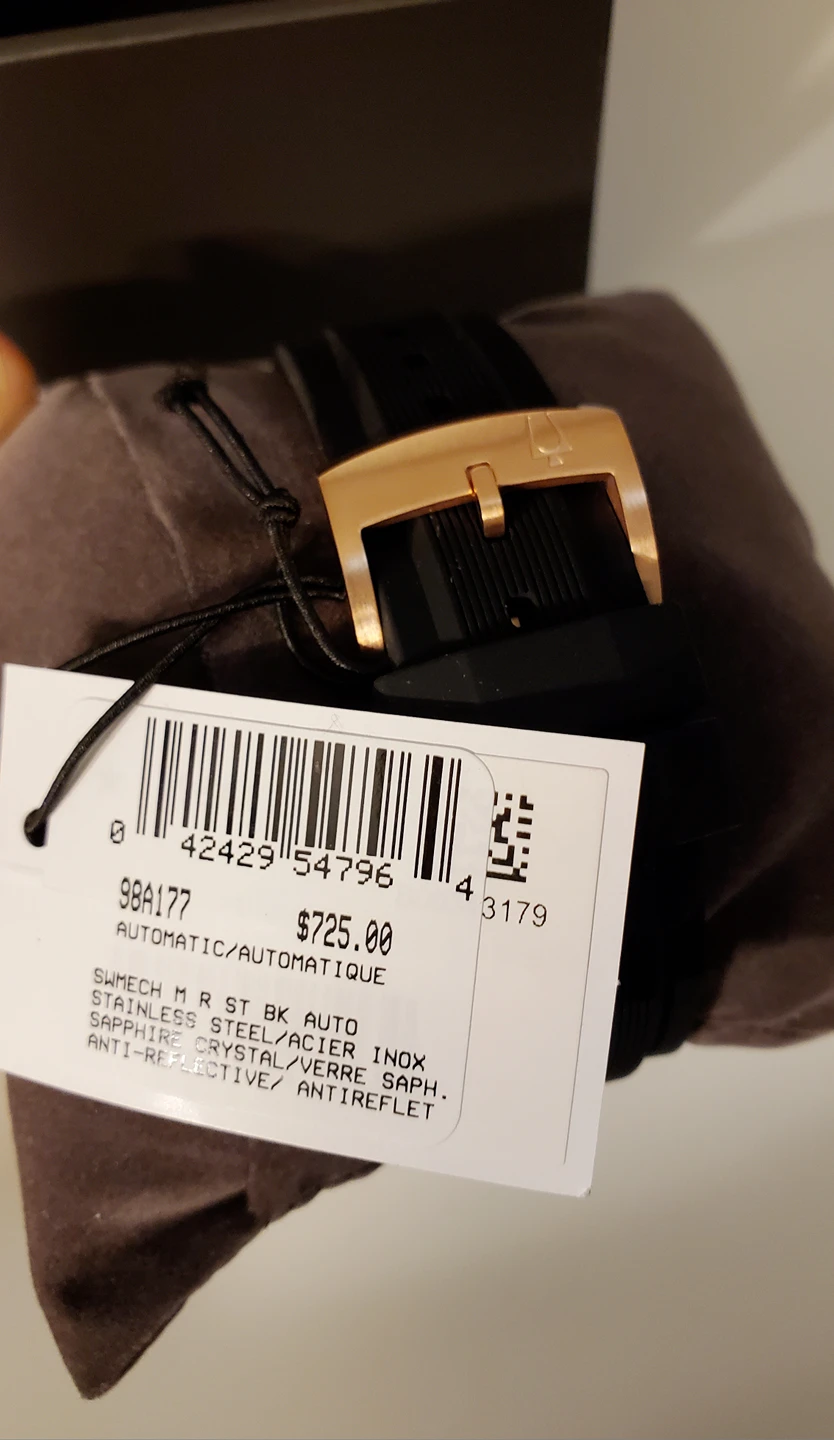 0 42429 54796 4
3179
98A177 $725.00
AUTOMATIC/AUTOMATIQUE
SWMECH M R ST BK AUTO
STAINLESS STEEL/ACIER INOX
SAPPHIRE CRYSTAL/VERRE SAPH.
ANTI-REFLECTIVE/ ANTIREFLET